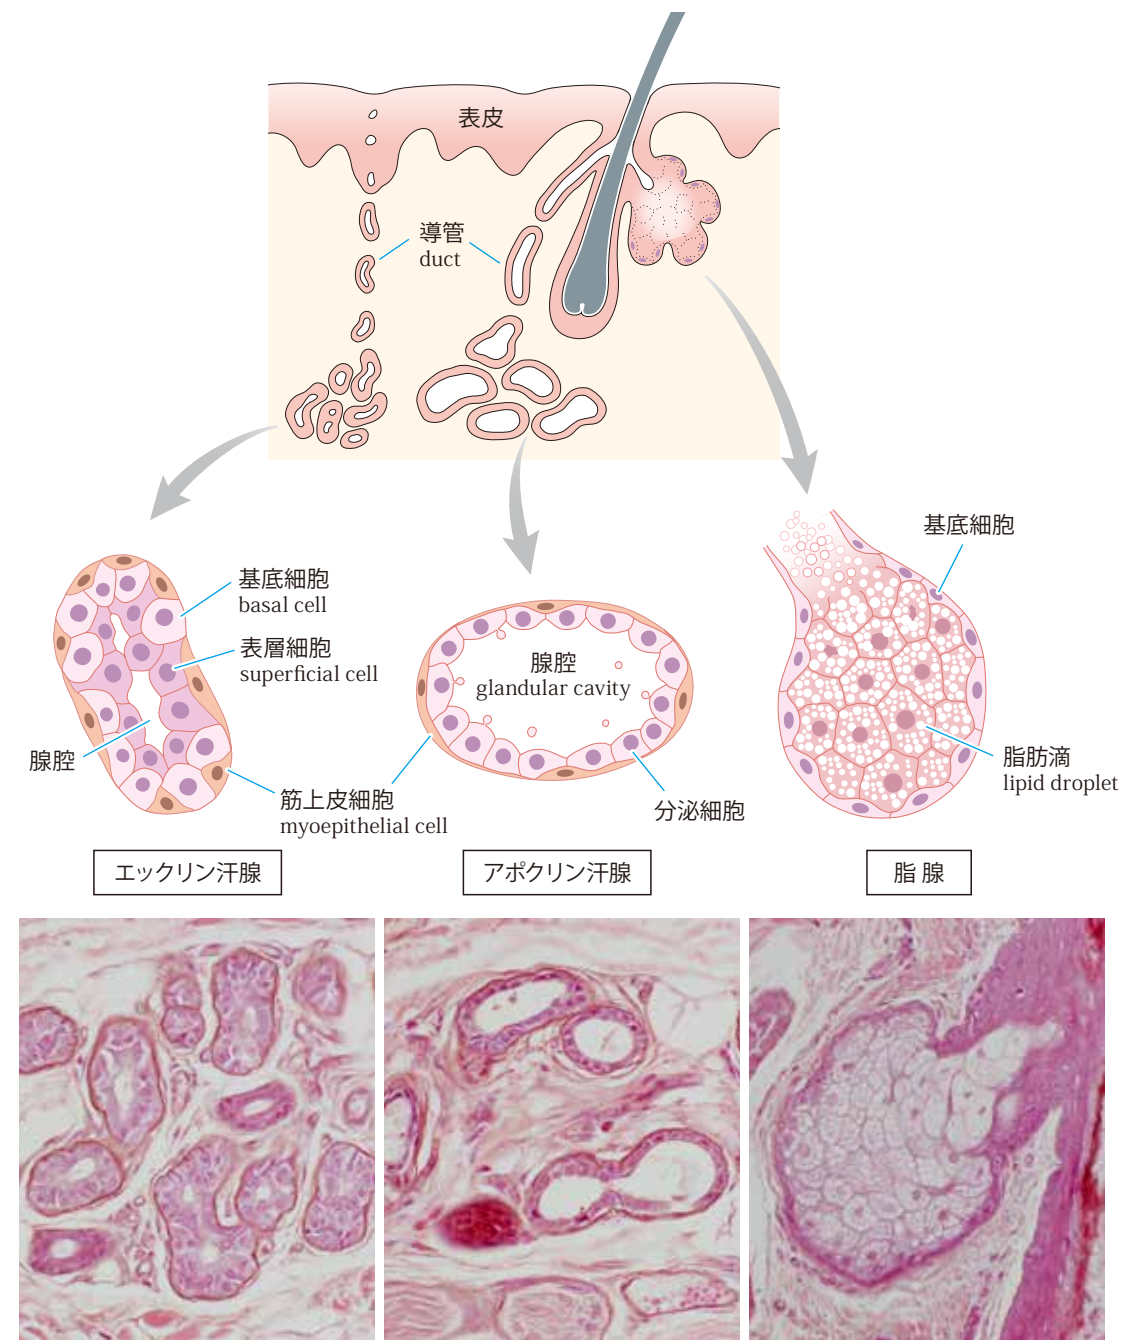 表皮
導管
duct
基底細胞
基底細胞
basal cell
表層細胞
superficial cell
腺腔
glandular cavity
腺腔
脂肪滴
lipid droplet
筋上皮細胞
myoepithelial cell
分泌細胞
エックリン汗腺
アポクリン汗腺
脂腺